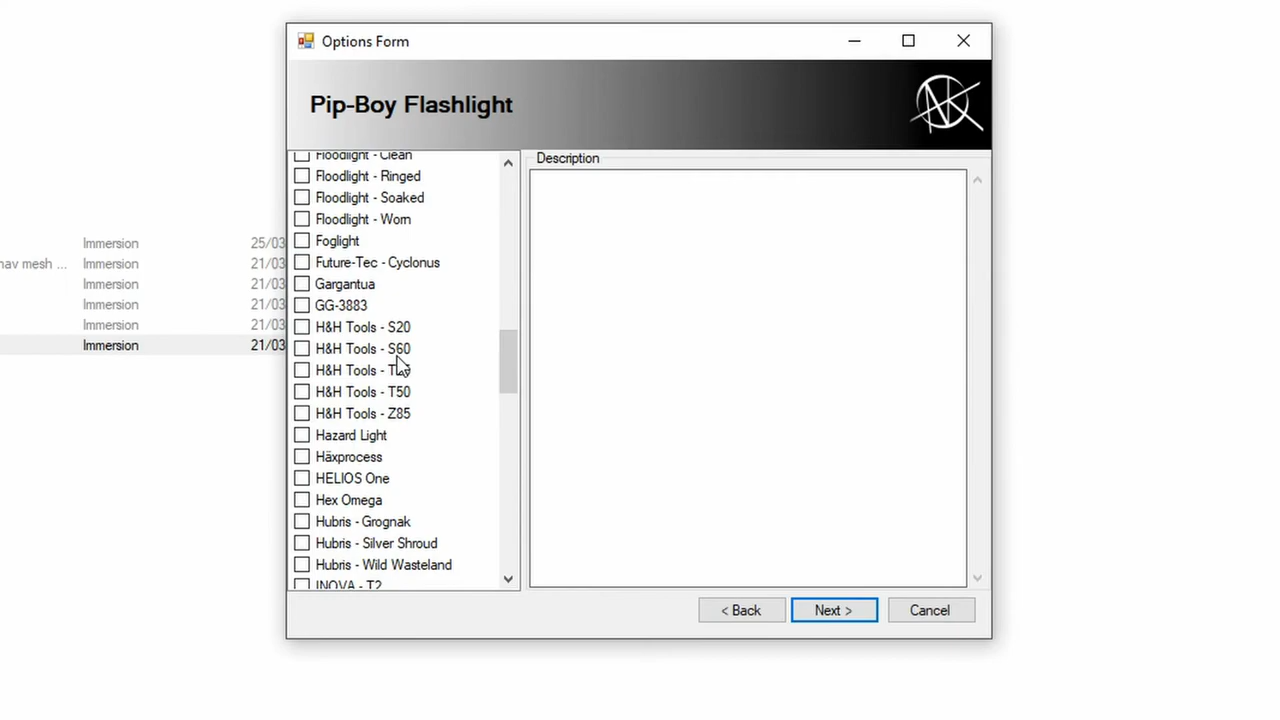 Options Form
Pip-Boy Flashlight
Floodlight - Clean
Floodlight - Ringed
Floodlight - Soaked
Floodlight - Worn
Foglight
Future-Tec - Cyclonus
Gargantua
GG-3883
H&H Tools - S20
H&H Tools - S60
H&H Tools -
H&H Tools - T50
H&H Tools - Z85
Hazard Light
Häxprocess
HELIOS One
Hex Omega
Hubris - Grognak
Hubris - Silver Shroud
Hubris - Wild Wasteland
INOVA - T2
Description
Immersion 25/03
nav mesh ... Immersion 21/03
Immersion 21/03
Immersion 21/03
Immersion 21/03
Immersion 21/03
< Back Next > Cancel